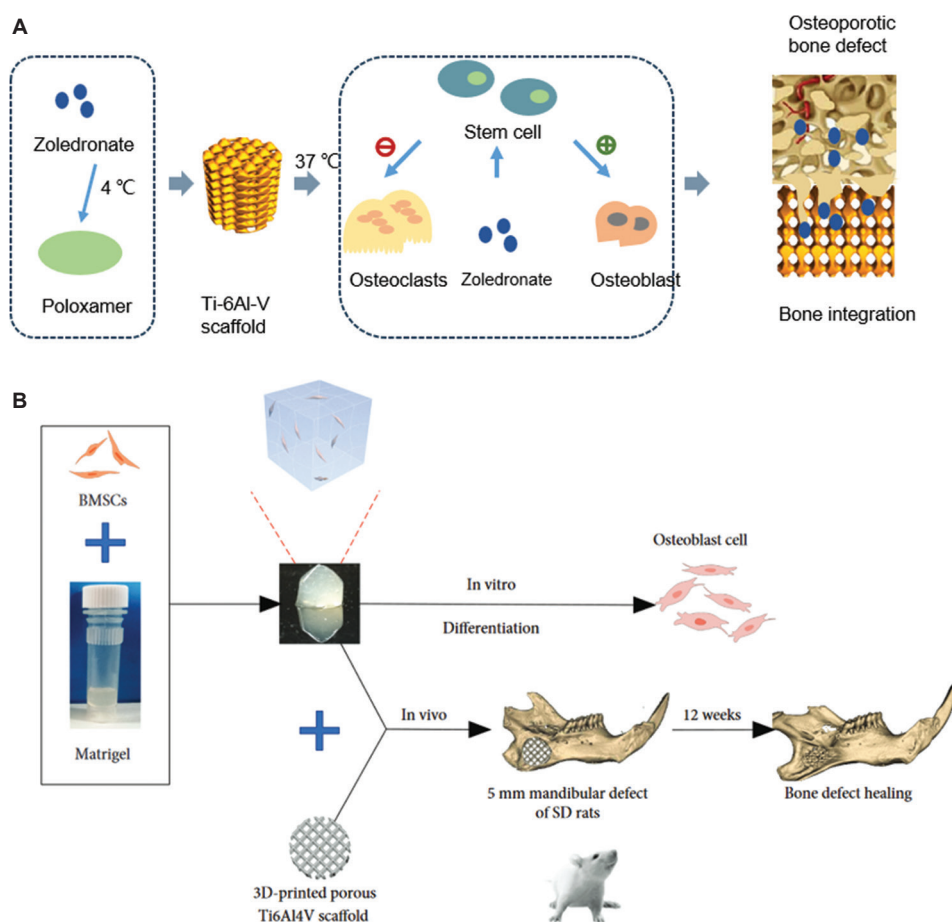 A
Zoledronate
4 ℃
Poloxamer
Ti-6Al-V
scaffold
37 ℃
Stem cell
Osteoclasts
Zoledronate
Osteoblast
Osteoporotic
bone defect
Bone integration
B
BMSCs
Matrigel
In vitro
Differentiation
Osteoblast cell
In vivo
3D-printed porous
Ti6Al4V scaffold
5 mm mandibular defect
of SD rats
12 weeks
Bone defect healing